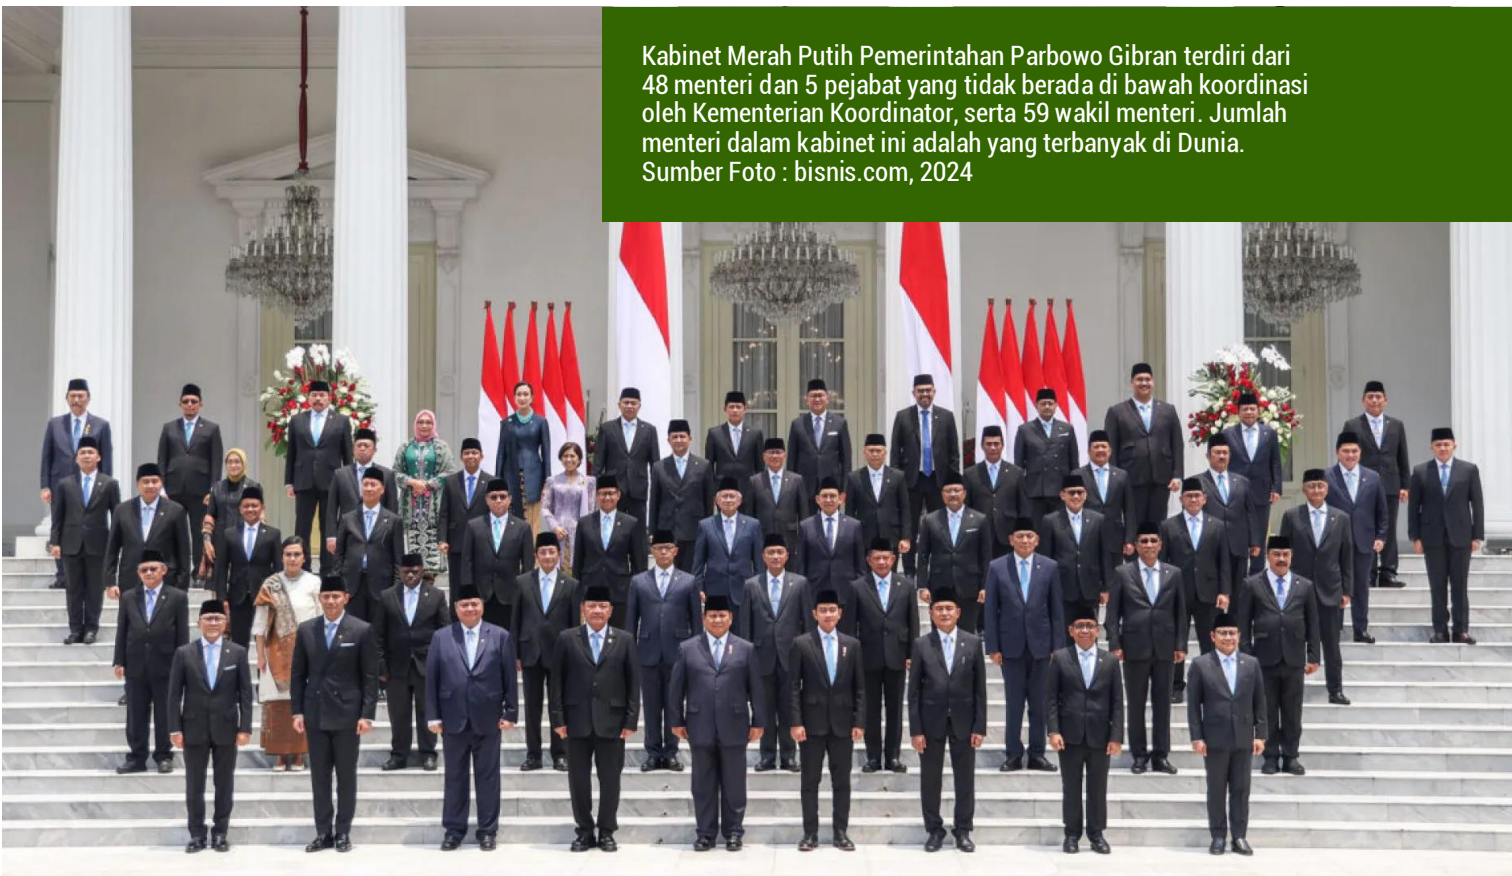 Kabinet Merah Putih Pemerintahan Parbowo Gibran terdiri dari
48 menteri dan 5 pejabat yang tidak berada di bawah koordinasi
oleh Kementerian Koordinator, serta 59 wakil menteri. Jumlah
menteri dalam kabinet ini adalah yang terbanyak di Dunia.
Sumber Foto : bisnis.com, 2024